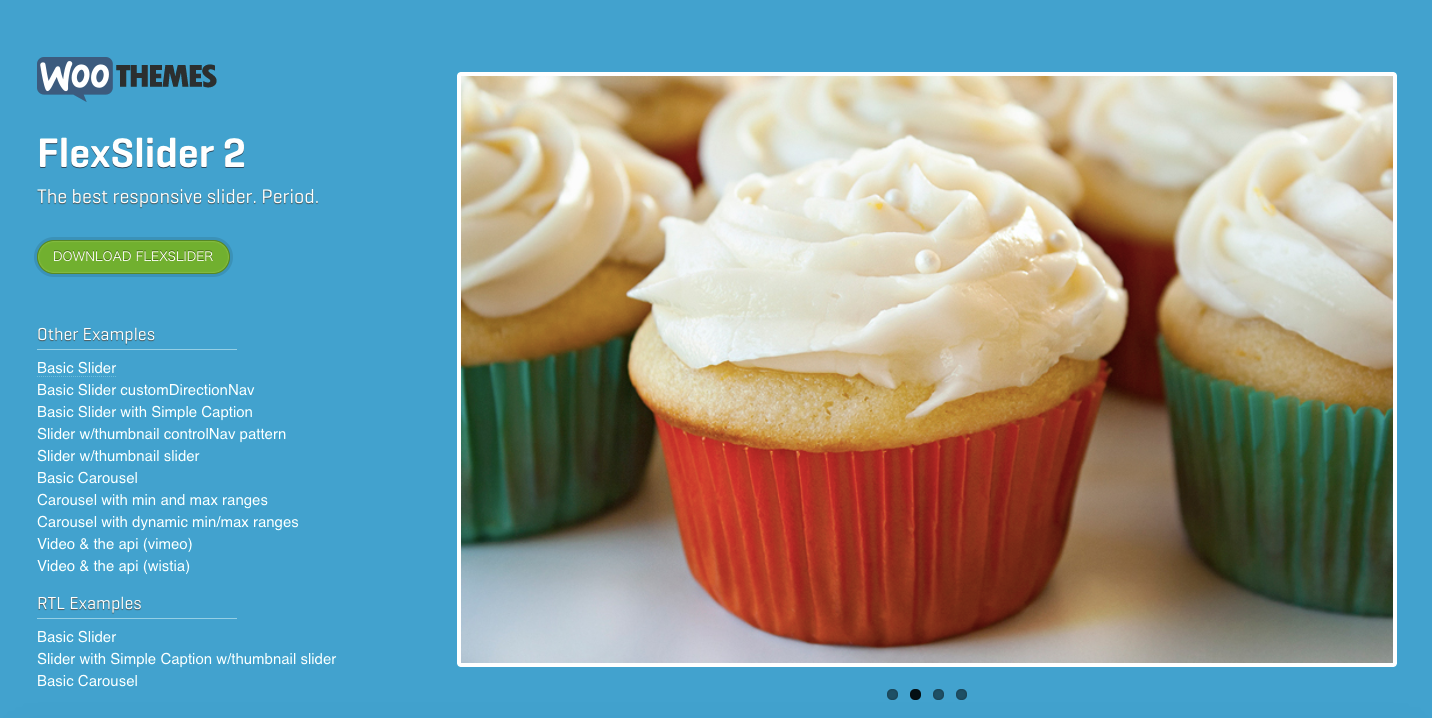 WOO THEMES
FlexSlider 2
The best responsive slider. Period.
DOWNLOAD FLEXSLIDER
Other Examples
Basic Slider
Basic Slider customDirectionNav
Basic Slider with Simple Caption
Slider w/thumbnail controlNav pattern
Slider w/thumbnail slider
Basic Carousel
Carousel with min and max ranges
Carousel with dynamic min/max ranges
Video & the api (vimeo)
Video & the api (wistia)
RTL Examples
Basic Slider
Slider with Simple Caption w/thumbnail slider
Basic Carousel